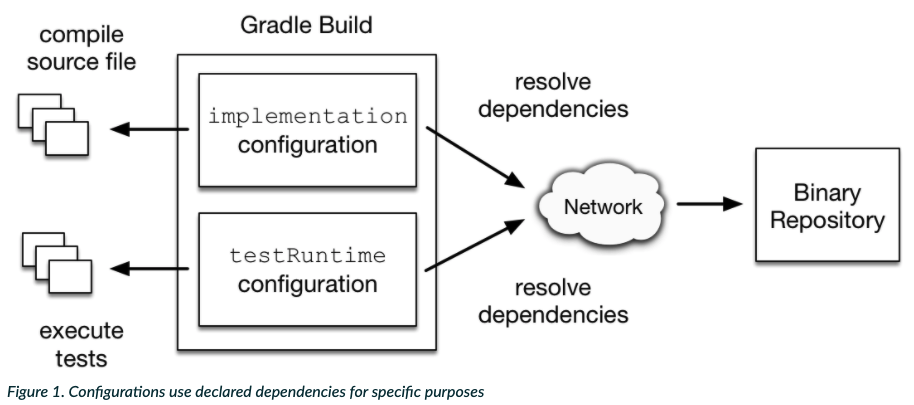 Gradle Build
compile
source file
implementation
configuration
resolve
dependencies
Network
Binary
Repository
testRuntime
configuration
resolve
dependencies
execute
tests
Figure 1. Configurations use declared dependencies for specific purposes